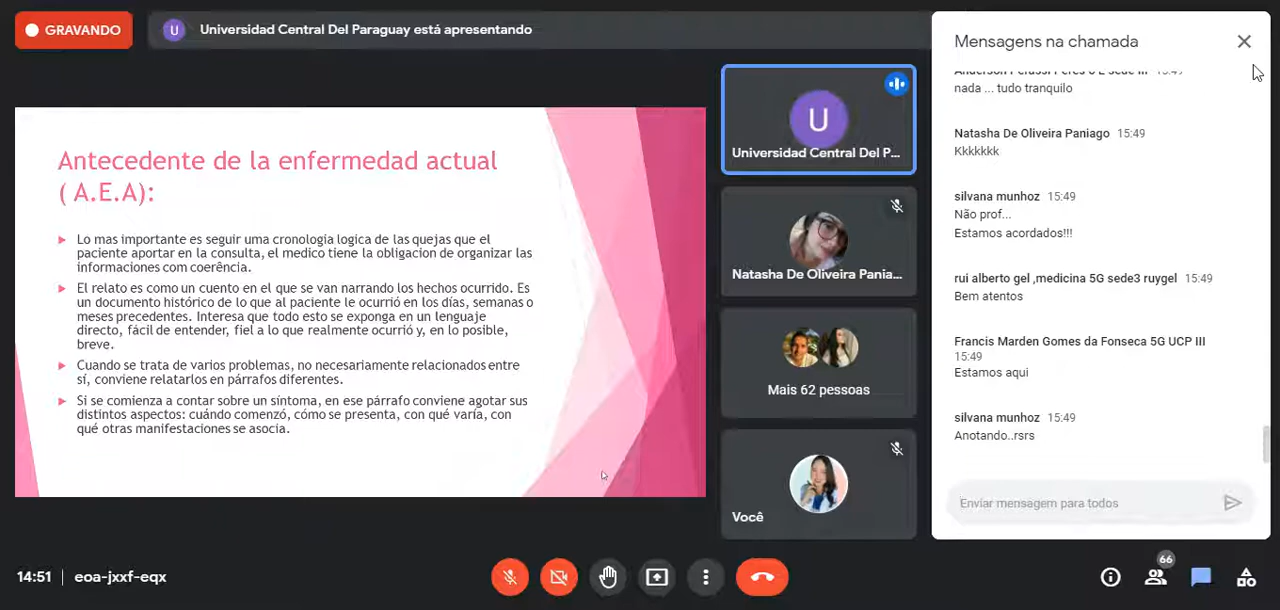 GRAVANDO
U
Universidad Central Del Paraguay está apresentando
Antecedente de la enfermedad actual
( A.E.A):
Lo mas importante es seguir uma cronologia logica de las quejas que el
paciente aportar en la consulta, el medico tiene la obligacion de organizar las
informaciones com coerência.
El relato es como un cuento en el que se van narrando los hechos ocurrido. Es
un documento histórico de lo que al paciente le ocurrió en los días, semanas o
meses precedentes. Interesa que todo esto se exponga en un lenguaje
directo, fácil de entender, fiel a lo que realmente ocurrió y, en lo posible,
breve.
Cuando se trata de varios problemas, no necesariamente relacionados entre
sí, conviene relatarlos en párrafos diferentes.
Si se comienza a contar sobre un síntoma, en ese párrafo conviene agotar sus
distintos aspectos: cuándo comenzó, cómo se presenta, con qué varía, con
qué otras manifestaciones se asocia.
U
Universidad Central Del P...
Natasha De Oliveira Pania...
Mais 62 pessoas
Você
Mensagens na chamada
15:49
nada ... tudo tranquilo
Natasha De Oliveira Paniago 15:49
Kkkkkkk
silvana munhoz 15:49
Não prof...
Estamos acordados!!!
rui alberto gel ,medicina 5G sede3 ruygel 15:49
Bem atentos
Francis Marden Gomes da Fonseca 5G UCP III
15:49
Estamos aqui
silvana munhoz 15:49
Anotando..rsrs
Enviar mensagem para todos
14:51 | eoa-jxxf-eqx
66